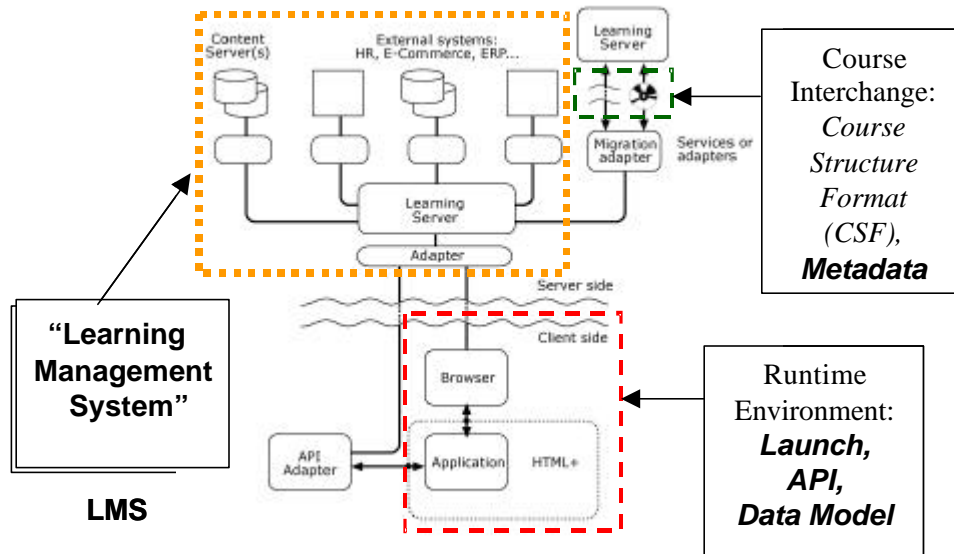 Content
Server(s)
External systems:
HR, E-Commerce, ERP...
Learning
Server
Migration
adapter
Services or
adapters
Learning
Server
Adapter
Server side
Client side
Browser
API
Adapter
Application
HTML+
“Learning
Management
System”
LMS
Course
Interchange:
Course
Structure
Format
(CSF),
Metadata
Runtime
Environment:
Launch,
API,
Data Model